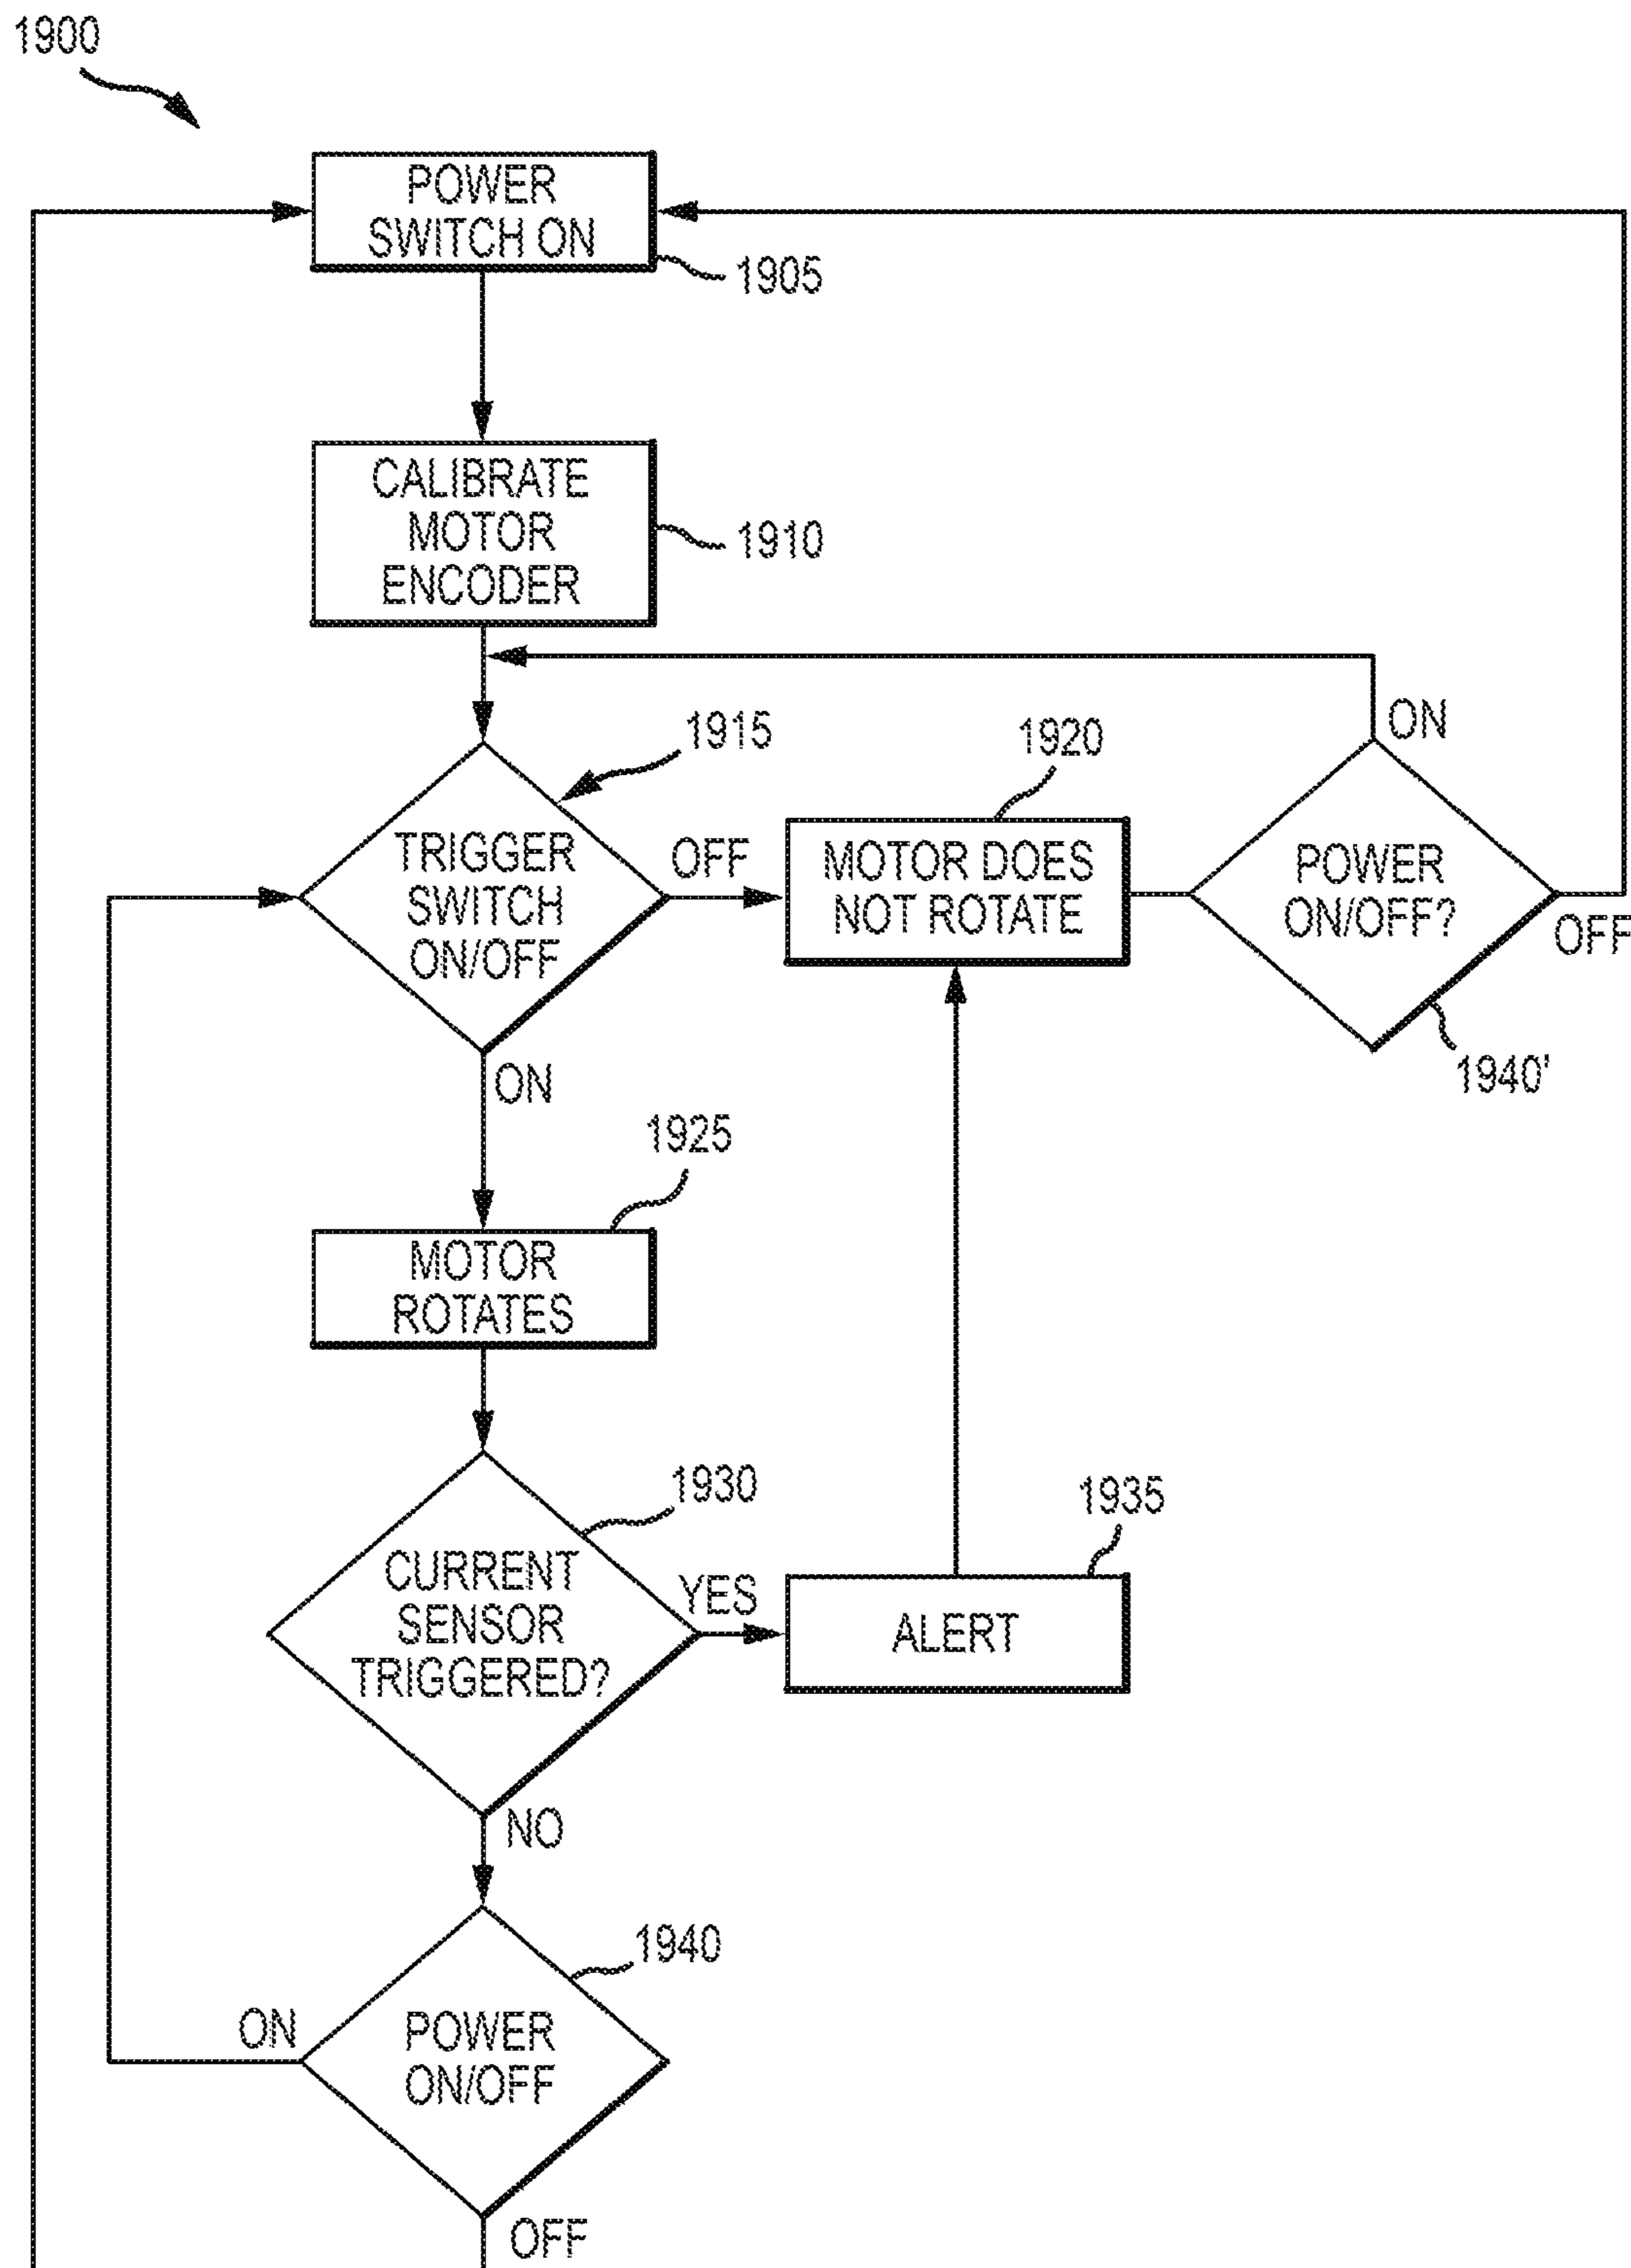 1900
POWER
SWITCH ON
1905
CALIBRATE
MOTOR
ENCODER
1910
1915
TRIGGER
SWITCH
ON/OFF
OFF
ON
1920
MOTOR DOES
NOT ROTATE
ON
POWER
ON/OFF?
OFF
1940'
1925
MOTOR
ROTATES
1930
CURRENT
SENSOR
TRIGGERED?
YES
NO
1935
ALERT
1940
ON
POWER
ON/OFF
OFF